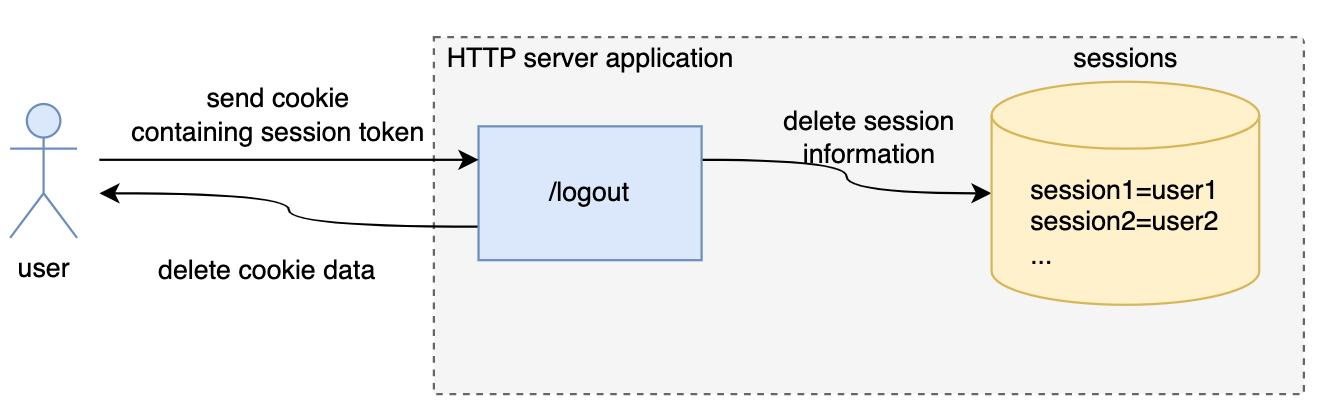 HTTP server application
sessions
send cookie
containing session token
delete session
information
/logout
session1=user1
session2=user2
...
user
delete cookie data